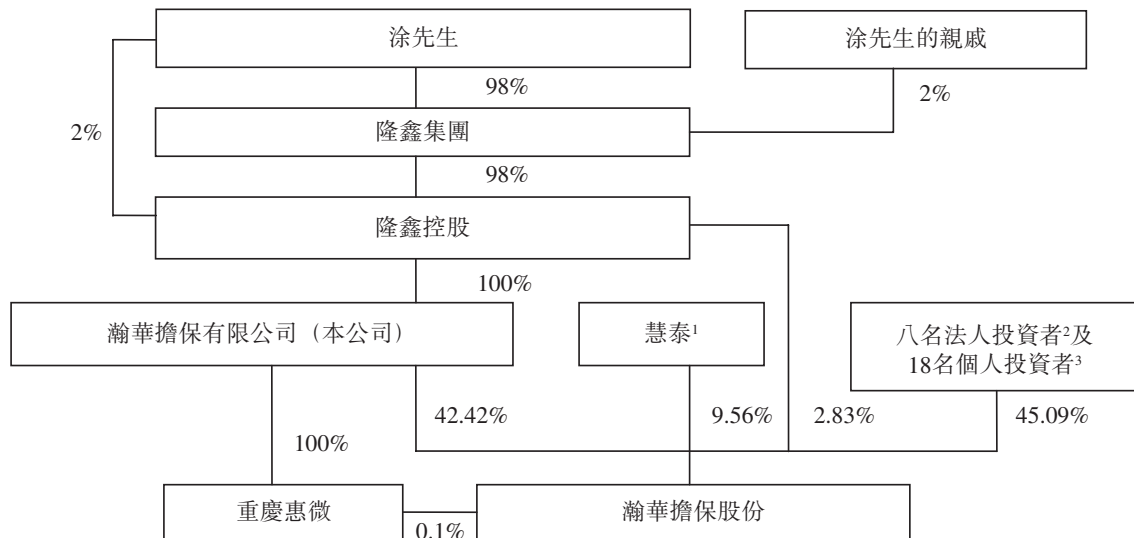 涂先生
涂先生的親戚
98%
2%
2%
隆鑫集團
98%
隆鑫控股
100%
瀚華擔保有限公司（本公司）
慧泰¹
八名法人投資者²及
18名個人投資者³
42.42%
9.56%
2.83%
45.09%
100%
重慶惠微
瀚華擔保股份
0.1%